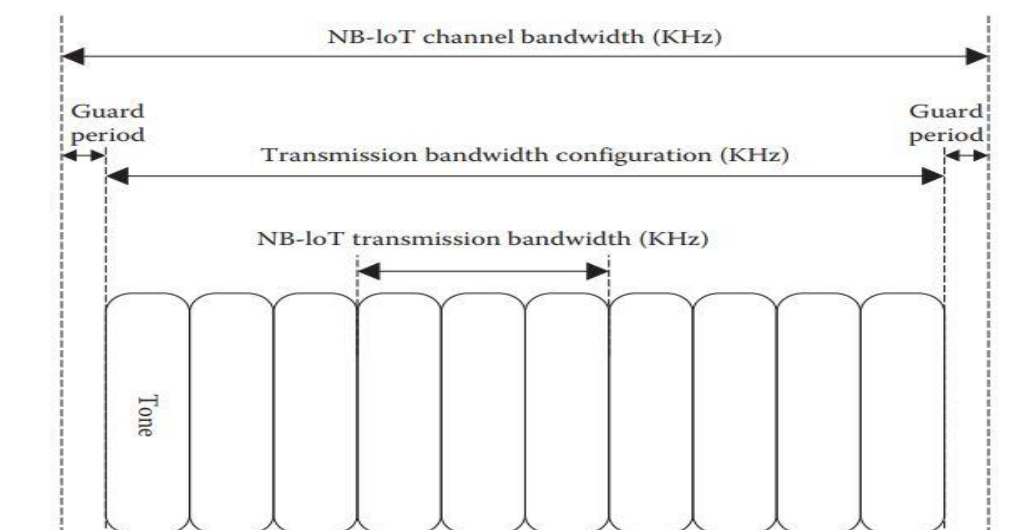 NB-loT channel bandwidth (KHz)
Guard
period
Guard
period
Transmission bandwidth configuration (KHz)
NB-loT transmission bandwidth (KHz)
Tone